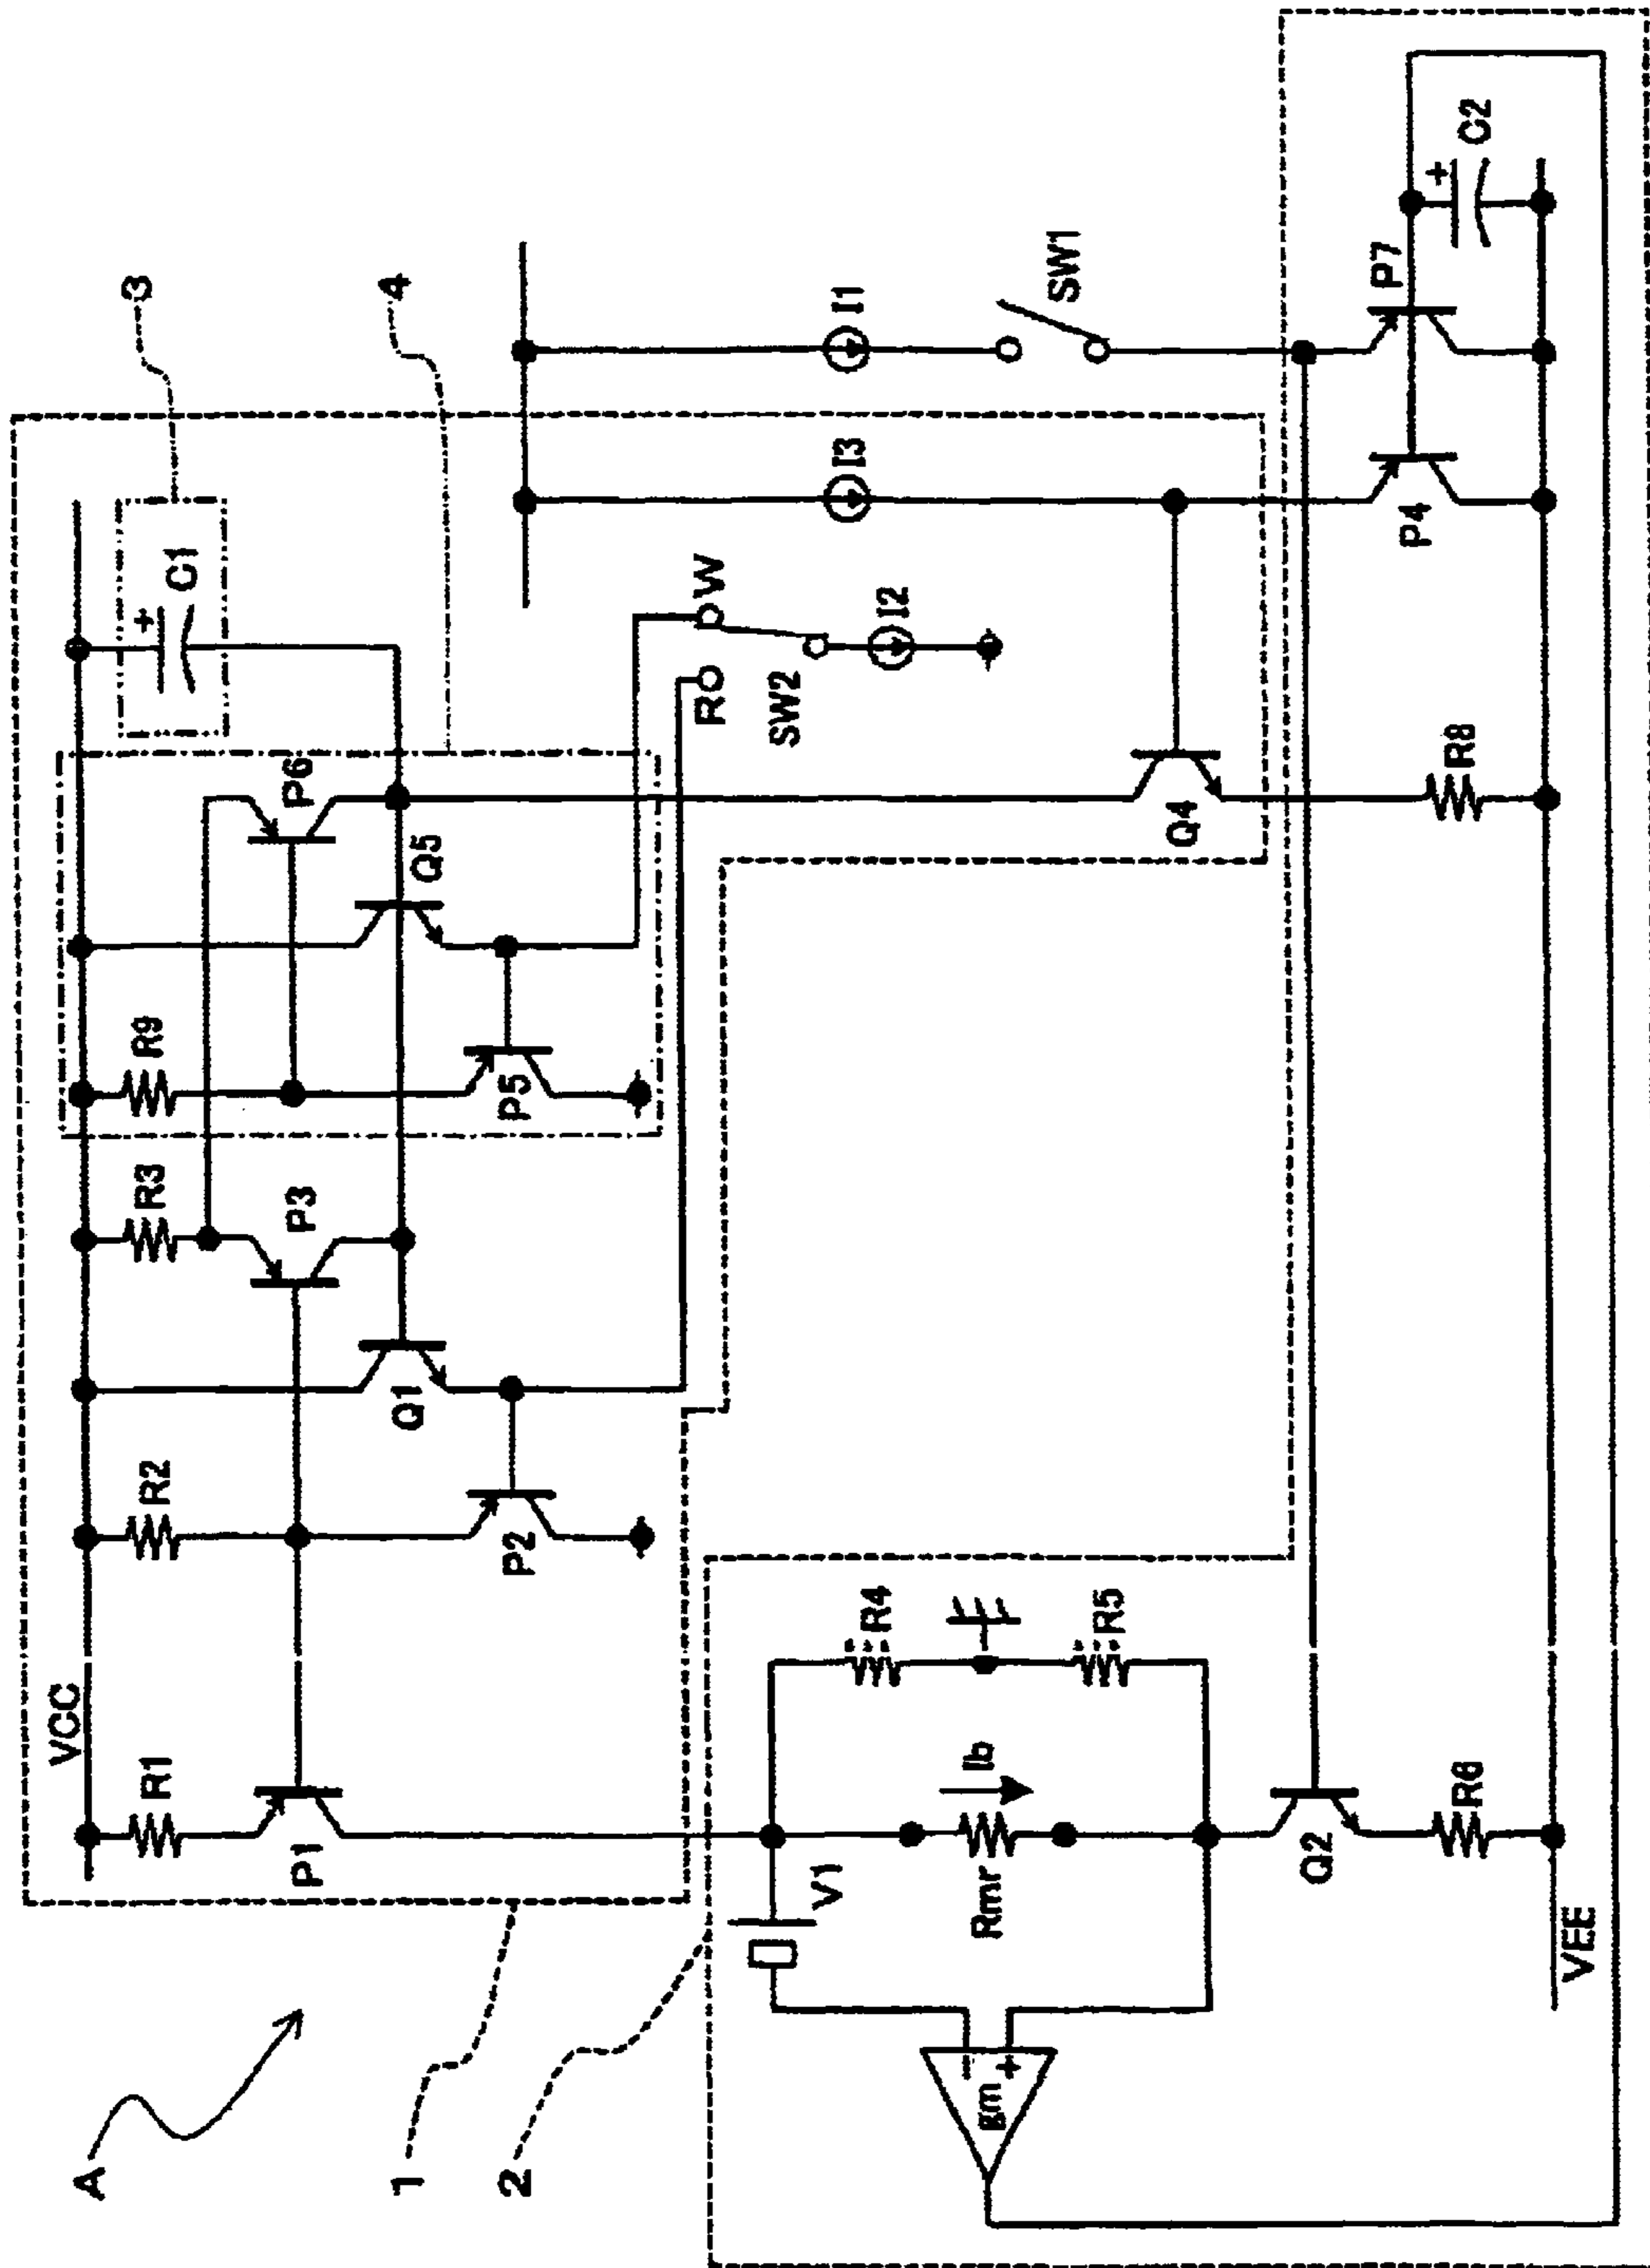 A
1
2
3
4
VCC
R1
R2
R3
R9
C1
+
P1
P3
P6
Q1
Q5
P2
P5
R
W
SW2
I2
I3
I1
SW1
V1
Rmr
Ib
R4
R5
gm
-
+
Q2
Q4
P4
P7
+
C2
R6
R8
VEE